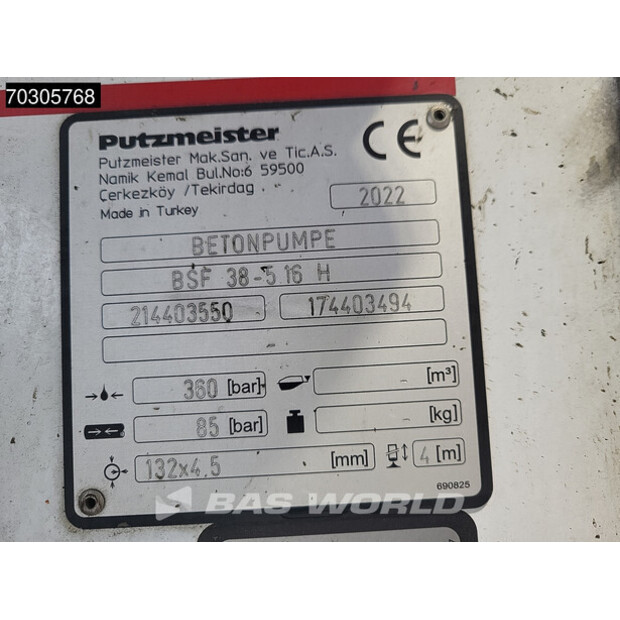 70305768
Putzmeister
CE
Putzmeister Mak.San. ve Tic.A.S.
Namik Kemal Bul.No:6 59500
Çerkezköy /Tekirdag
Made in Turkey
2022
BETONPUMPE
BSF 38-5.16 H
214403550 174403494
360 [bar] [m³]
85 [bar] [kg]
132x4.5 [mm] 4 [m]
690825
BAS WORLD